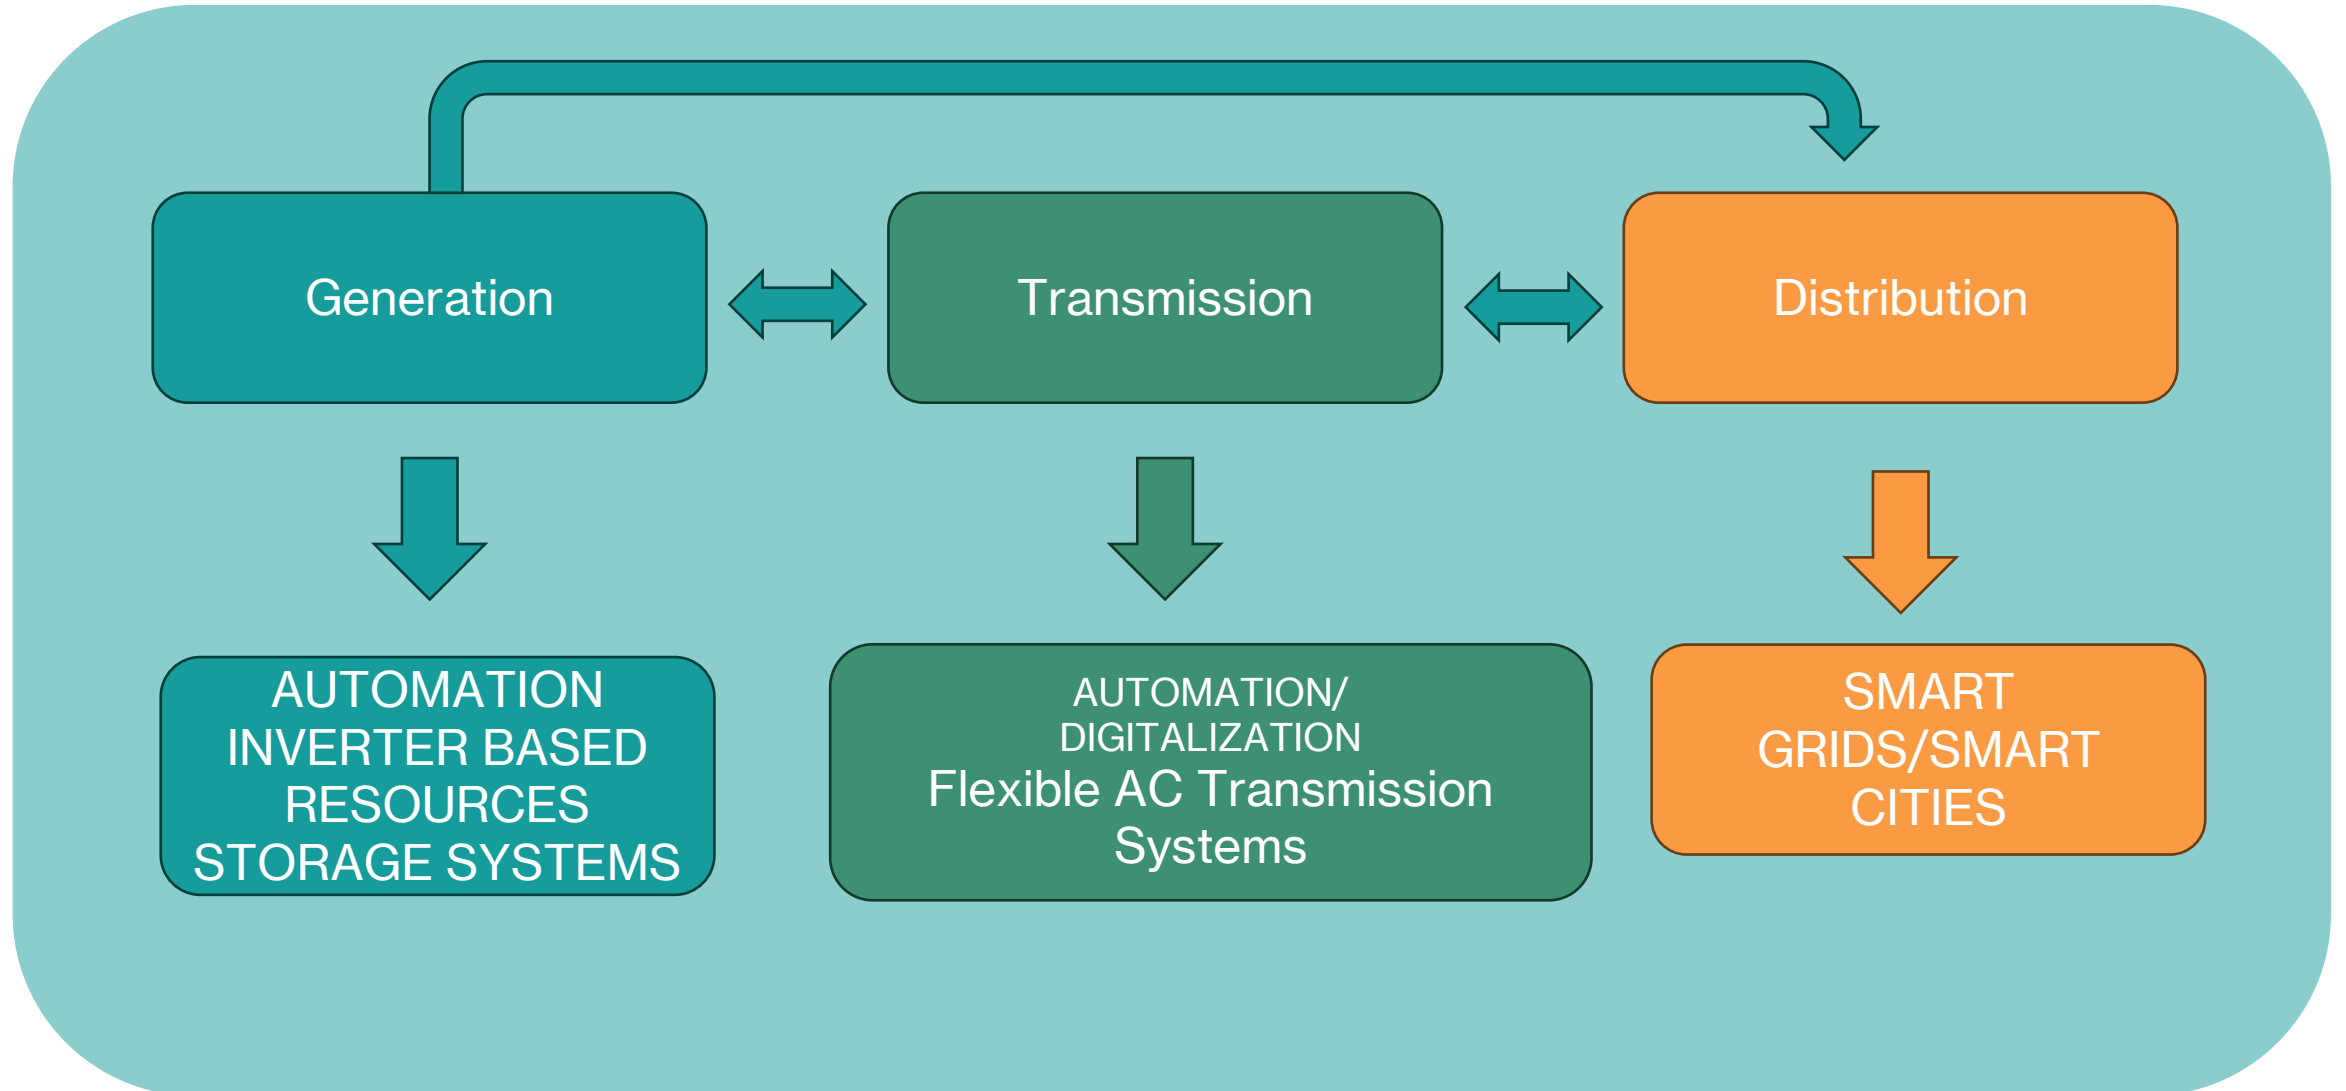 Generation
Transmission
Distribution
AUTOMATION
INVERTER BASED
RESOURCES
STORAGE SYSTEMS
AUTOMATION/
DIGITALIZATION
Flexible AC Transmission
Systems
SMART
GRIDS/SMART
CITIES